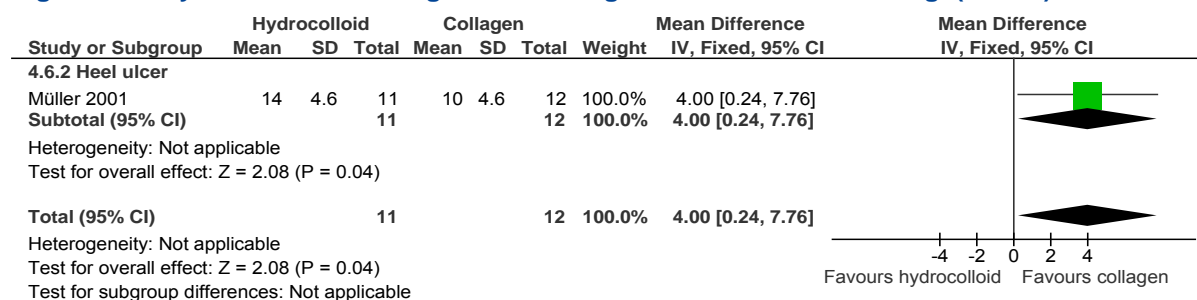 Hydrocolloid Collagen Mean Difference Mean Difference
Study or Subgroup Mean SD Total Mean SD Total Weight IV, Fixed, 95% CI IV, Fixed, 95% CI
4.6.2 Heel ulcer
Müller 2001 14 4.6 11 10 4.6 12 100.0% 4.00 [0.24, 7.76]
Subtotal (95% CI) 11 12 100.0% 4.00 [0.24, 7.76]
Heterogeneity: Not applicable
Test for overall effect: Z = 2.08 (P = 0.04)
Total (95% CI) 11 12 100.0% 4.00 [0.24, 7.76]
Heterogeneity: Not applicable
Test for overall effect: Z = 2.08 (P = 0.04)
Test for subgroup differences: Not applicable
-4 -2 0 2 4
Favours hydrocolloid Favours collagen